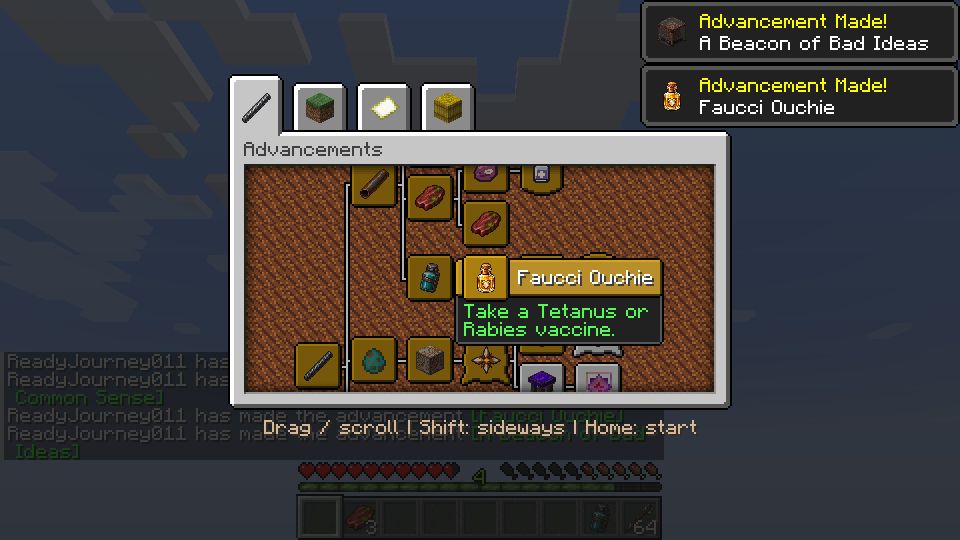 Advancement Made!
A Beacon of Bad Ideas
Advancement Made!
Faucci Ouchie
Advancements
Faucci Ouchie
Take a Tetanus or
Rabies vaccine.
ReadyJourney011 has
ReadyJourney011 has
Common Sense]
ReadyJourney011 has made the advancement [Faucci Ouchie]
ReadyJourney011 has made the advancement [A Beacon of Bad
Ideas]
Drag / scroll | Shift: sideways | Home: start
4
3
64